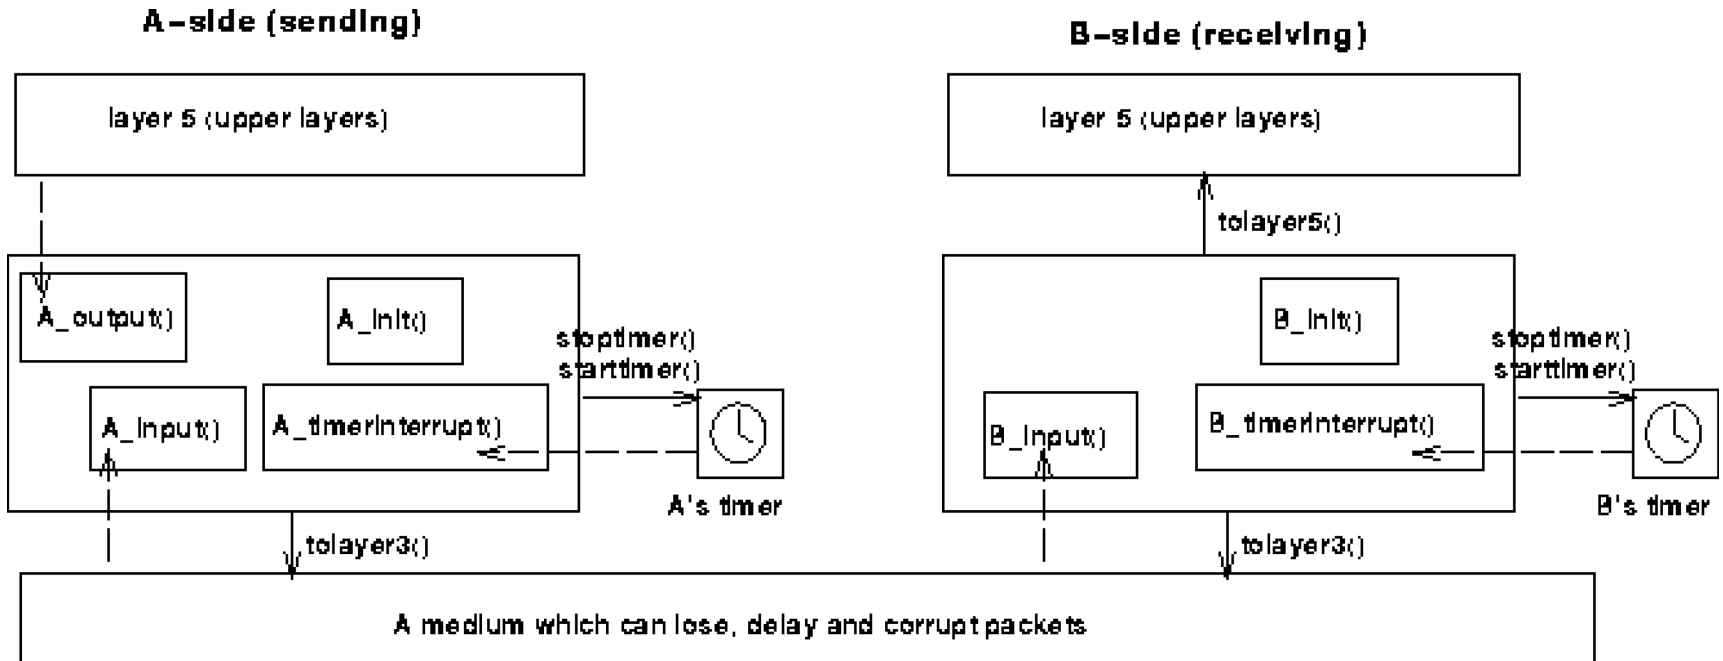 A-side (sending)
B-side (receiving)
layer 5 (upper layers)
layer 5 (upper layers)
tolayer5()
A_output()
A_init()
B_init()
stoptimer()
starttimer()
stoptimer()
starttimer()
A_input()
A_timerinterrupt()
B_input()
B_timerinterrupt()
A's timer
B's timer
tolayer3()
tolayer3()
A medium which can lose, delay and corrupt packets